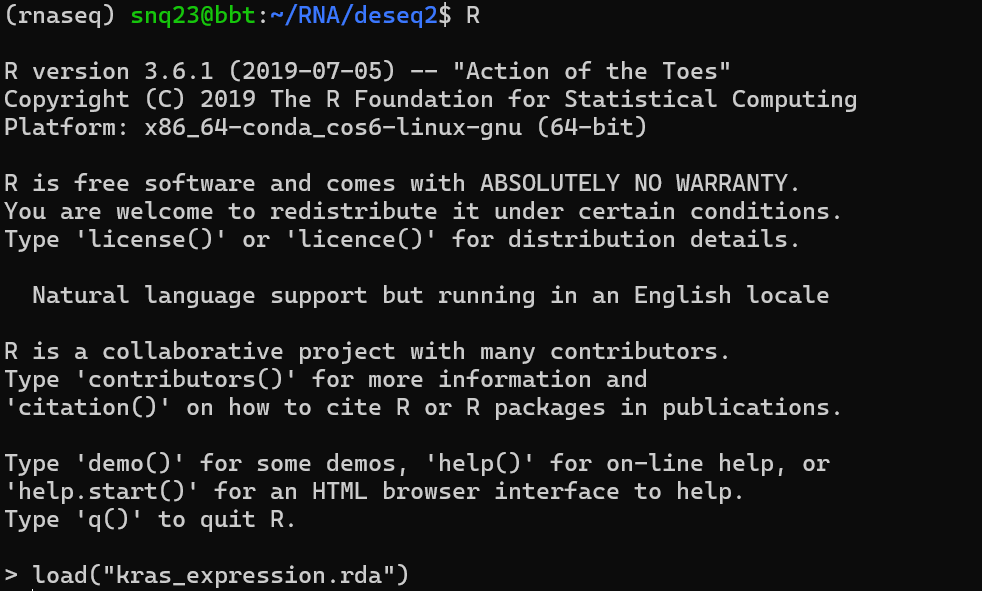 (rnaseq) snq23@bbt:~/RNA/deseq2$ R
R version 3.6.1 (2019-07-05) -- "Action of the Toes"
Copyright (C) 2019 The R Foundation for Statistical Computing
Platform: x86_64-conda_cos6-linux-gnu (64-bit)
R is free software and comes with ABSOLUTELY NO WARRANTY.
You are welcome to redistribute it under certain conditions.
Type 'license()' or 'licence()' for distribution details.
Natural language support but running in an English locale
R is a collaborative project with many contributors.
Type 'contributors()' for more information and
'citation()' on how to cite R or R packages in publications.
Type 'demo()' for some demos, 'help()' for on-line help, or
'help.start()' for an HTML browser interface to help.
Type 'q()' to quit R.
> load("kras_expression.rda")